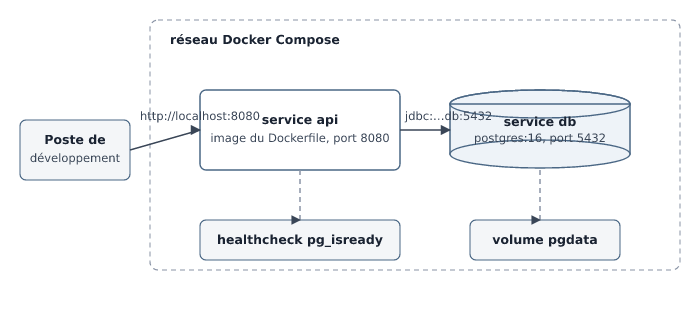 réseau Docker Compose
Poste de
développement
http://localhost:8080
service api
image du Dockerfile, port 8080
jdbc:...db:5432
service db
postgres:16, port 5432
healthcheck pg_isready
volume pgdata